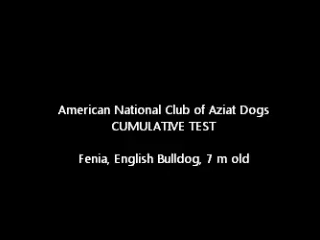 American National Club of Aziat Dogs
CUMULATIVE TEST
Fenia, English Bulldog, 7 m old